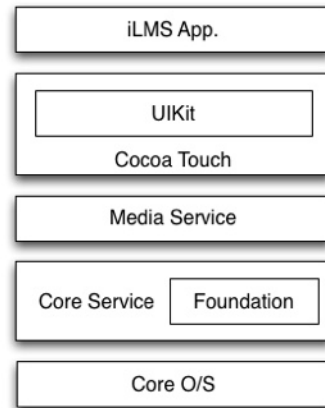 iLMS App.
UIKit
Cocoa Touch
Media Service
Core Service Foundation
Core O/S